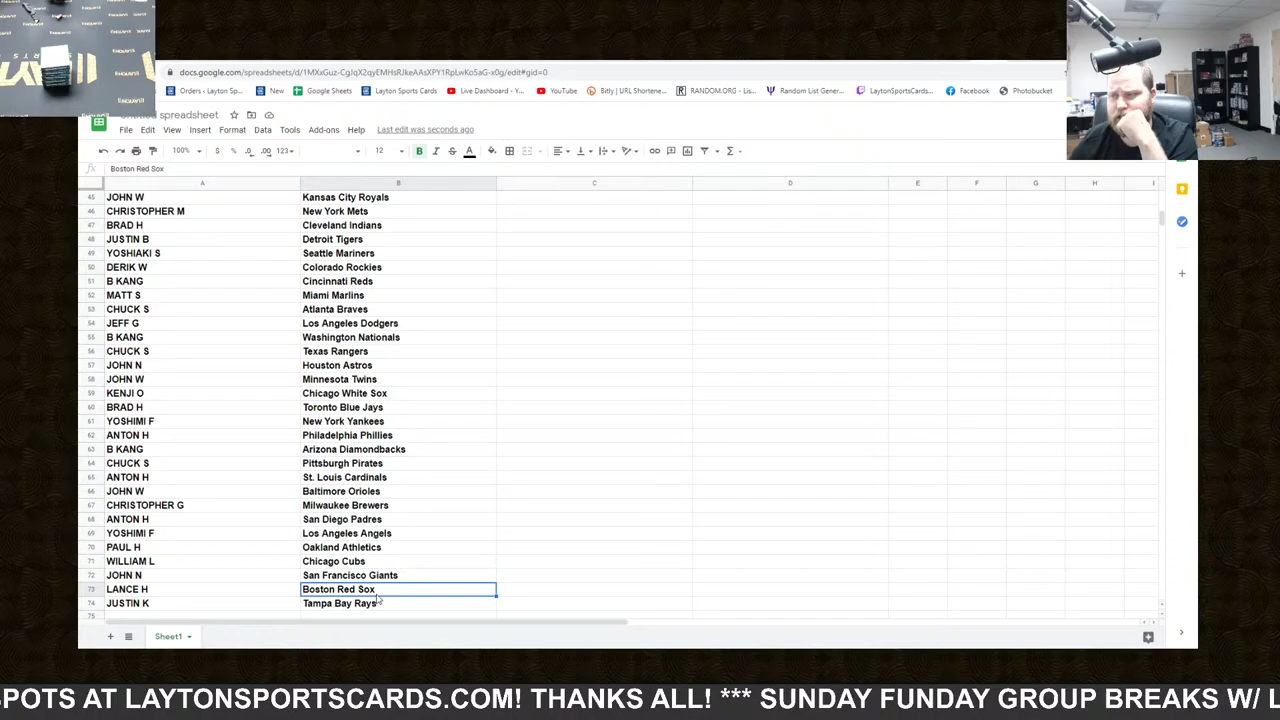 docs.google.com/spreadsheets/d/1MXxGuz-CgJqX2qyEMHsRJkeAAsXPY1RpLwKo5aG-x0g/edit#gid=0
Orders ‹ Layton Sp... New Google Sheets Layton Sports Cards Live Dashboard - Y... YouTube Bitly | URL Shortene... RANDOM.ORG - Lis... Random List Gener... LaytonSportsCards... Facebook Photobucket
Untitled spreadsheet
File Edit View Insert Format Data Tools Add-ons Help Last edit was seconds ago
100% $ % .0 .00 123 12 B I S A
fx Boston Red Sox
A B C D E F G H I
45 JOHN W Kansas City Royals
46 CHRISTOPHER M New York Mets
47 BRAD H Cleveland Indians
48 JUSTIN B Detroit Tigers
49 YOSHIAKI S Seattle Mariners
50 DERIK W Colorado Rockies
51 B KANG Cincinnati Reds
52 MATT S Miami Marlins
53 CHUCK S Atlanta Braves
54 JEFF G Los Angeles Dodgers
55 B KANG Washington Nationals
56 CHUCK S Texas Rangers
57 JOHN N Houston Astros
58 JOHN W Minnesota Twins
59 KENJI O Chicago White Sox
60 BRAD H Toronto Blue Jays
61 YOSHIMI F New York Yankees
62 ANTON H Philadelphia Phillies
63 B KANG Arizona Diamondbacks
64 CHUCK S Pittsburgh Pirates
65 ANTON H St. Louis Cardinals
66 JOHN W Baltimore Orioles
67 CHRISTOPHER G Milwaukee Brewers
68 ANTON H San Diego Padres
69 YOSHIMI F Los Angeles Angels
70 PAUL H Oakland Athletics
71 WILLIAM L Chicago Cubs
72 JOHN N San Francisco Giants
73 LANCE H Boston Red Sox
74 JUSTIN K Tampa Bay Rays
75
Sheet1
SPOTS AT LAYTONSPORTSCARDS.COM! THANKS ALL! *** SUNDAY FUNDAY GROUP BREAKS W/ L